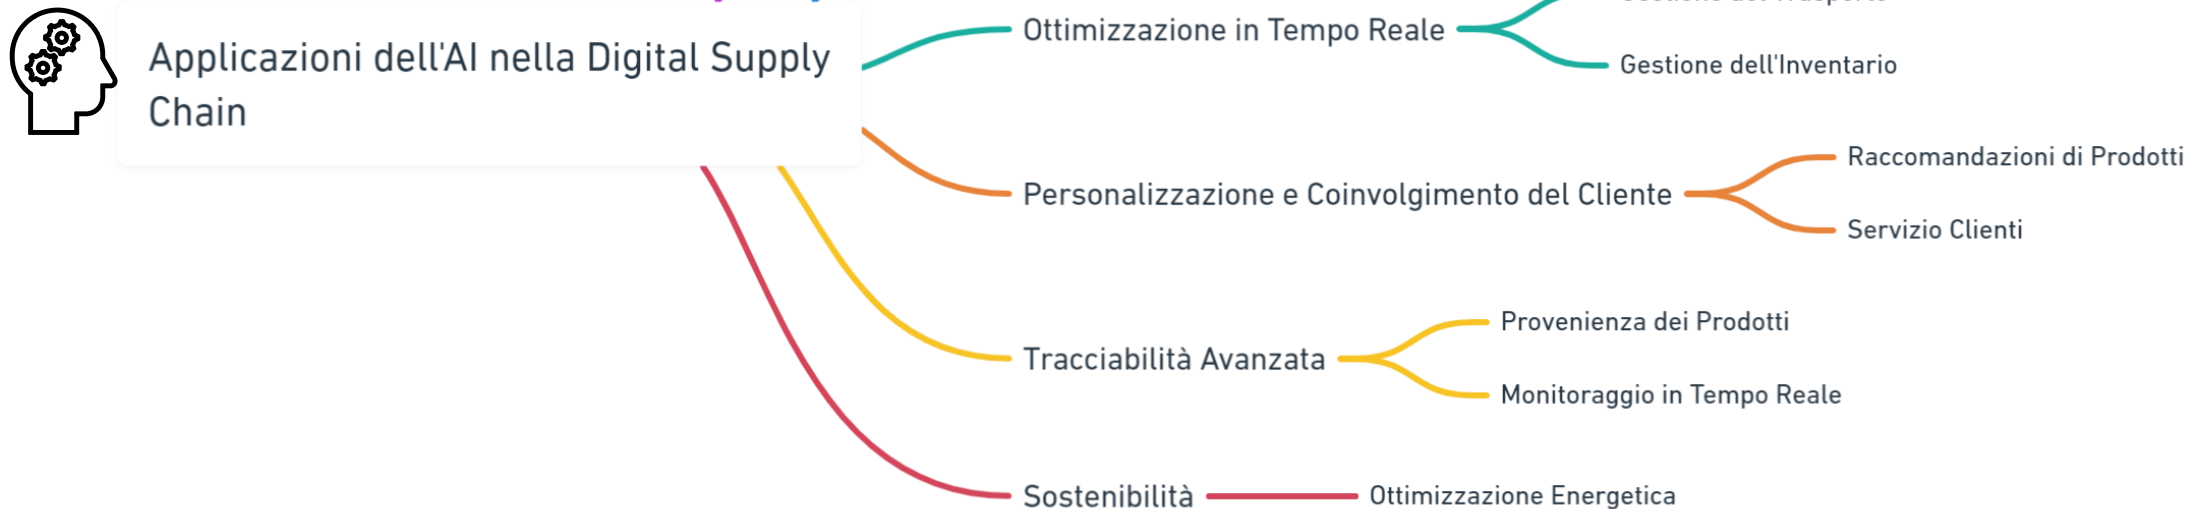 Applicazioni dell'AI nella Digital Supply
Chain
Ottimizzazione in Tempo Reale
Gestione dell'Inventario
Personalizzazione e Coinvolgimento del Cliente
Raccomandazioni di Prodotti
Servizio Clienti
Tracciabilità Avanzata
Provenienza dei Prodotti
Monitoraggio in Tempo Reale
Sostenibilità
Ottimizzazione Energetica